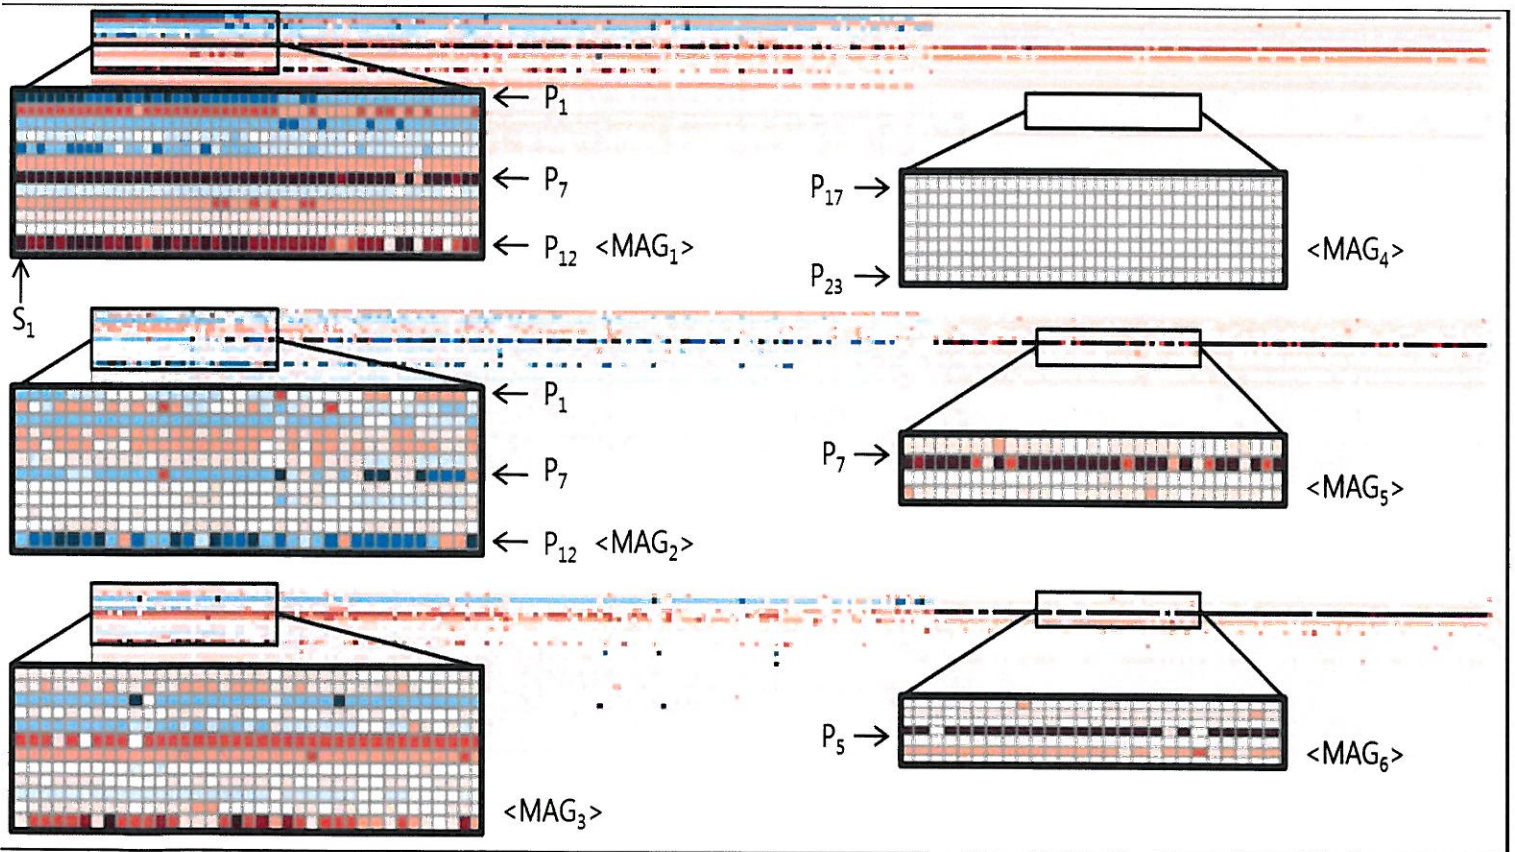 P1
P7
P12 <MAG1>
S1
P17
P23
<MAG4>
P1
P7
P12 <MAG2>
P7
<MAG5>
<MAG3>
P5
<MAG6>